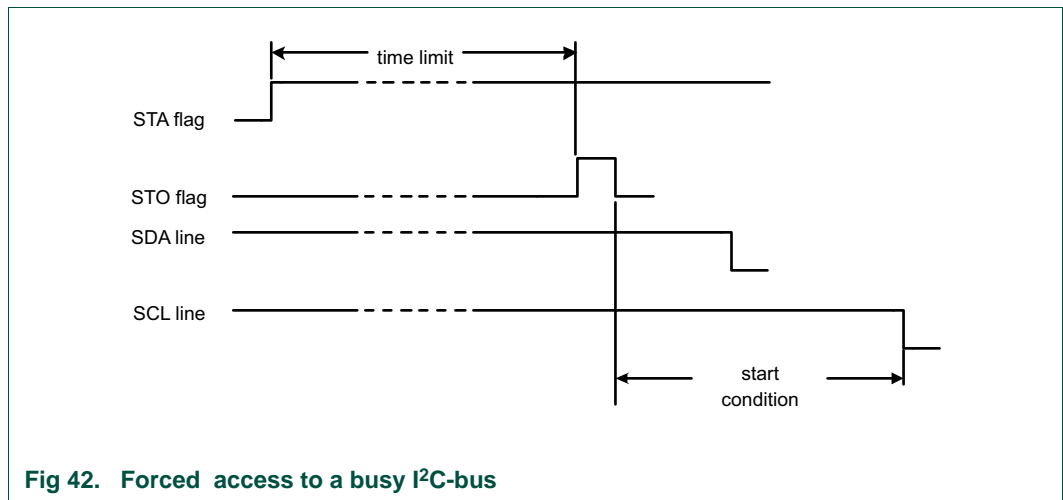 time limit
STA flag
STO flag
SDA line
SCL line
start
condition
Fig 42. Forced access to a busy I²C-bus